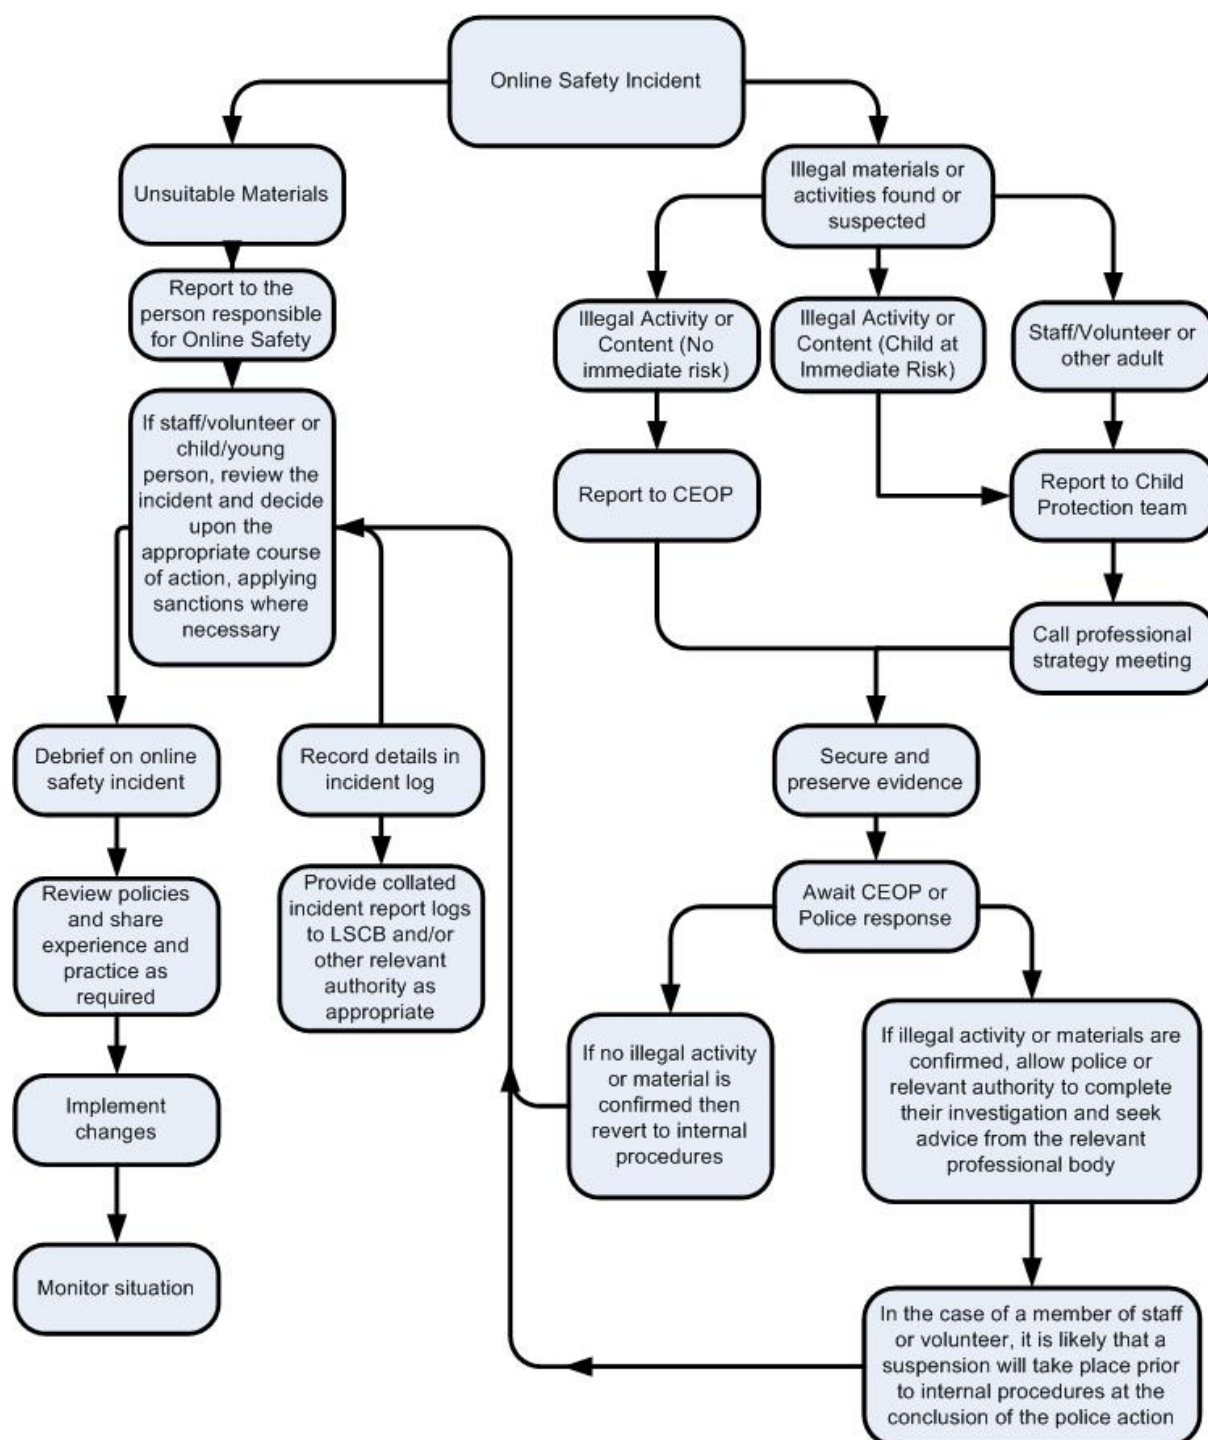 Online Safety Incident
Unsuitable Materials
Report to the
person responsible
for Online Safety
If staff/volunteer or
child/young
person, review the
incident and decide
upon the
appropriate course
of action, applying
sanctions where
necessary
Debrief on online
safety incident
Review policies
and share
experience and
practice as
required
Implement
changes
Monitor situation
Record details in
incident log
Provide collated
incident report logs
to LSCB and/or
other relevant
authority as
appropriate
Illegal materials or
activities found or
suspected
Illegal Activity or
Content (No
immediate risk)
Report to CEOP
Illegal Activity or
Content (Child at
Immediate Risk)
Staff/Volunteer or
other adult
Report to Child
Protection team
Call professional
strategy meeting
Secure and
preserve evidence
Await CEOP or
Police response
If no illegal activity
or material is
confirmed then
revert to internal
procedures
If illegal activity or materials are
confirmed, allow police or
relevant authority to complete
their investigation and seek
advice from the relevant
professional body
In the case of a member of staff
or volunteer, it is likely that a
suspension will take place prior
to internal procedures at the
conclusion of the police action